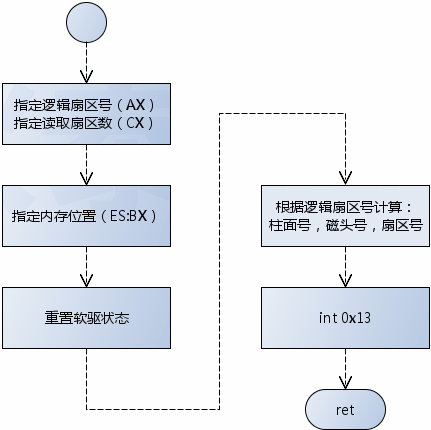 指定逻辑扇区号（AX）
指定读取扇区数（CX）
指定内存位置（ES:BX）
重置软驱状态
根据逻辑扇区号计算：
柱面号，磁头号，扇区号
int 0x13
ret